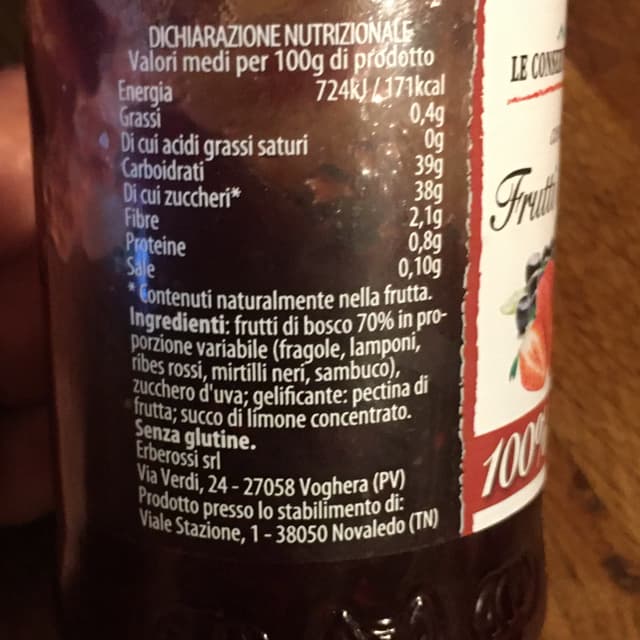 DICHIARAZIONE NUTRIZIONALE
Valori medi per 100g di prodotto
Energia 724kJ / 171kcal
Grassi 0,4g
Di cui acidi grassi saturi 0g
Carboidrati 39g
Di cui zuccheri* 38g
Fibre 2,1g
Proteine 0,8g
Sale 0,10g
* Contenuti naturalmente nella frutta.
Ingredienti: frutti di bosco 70% in pro-
porzione variabile (fragole, lamponi,
ribes rossi, mirtilli neri, sambuco),
zucchero d'uva; gelificante: pectina di
frutta; succo di limone concentrato.
Senza glutine.
Erberossi srl
Via Verdi, 24 - 27058 Voghera (PV)
Prodotto presso lo stabilimento di:
Viale Stazione, 1 - 38050 Novaledo (TN)
LE
Frutti
100%